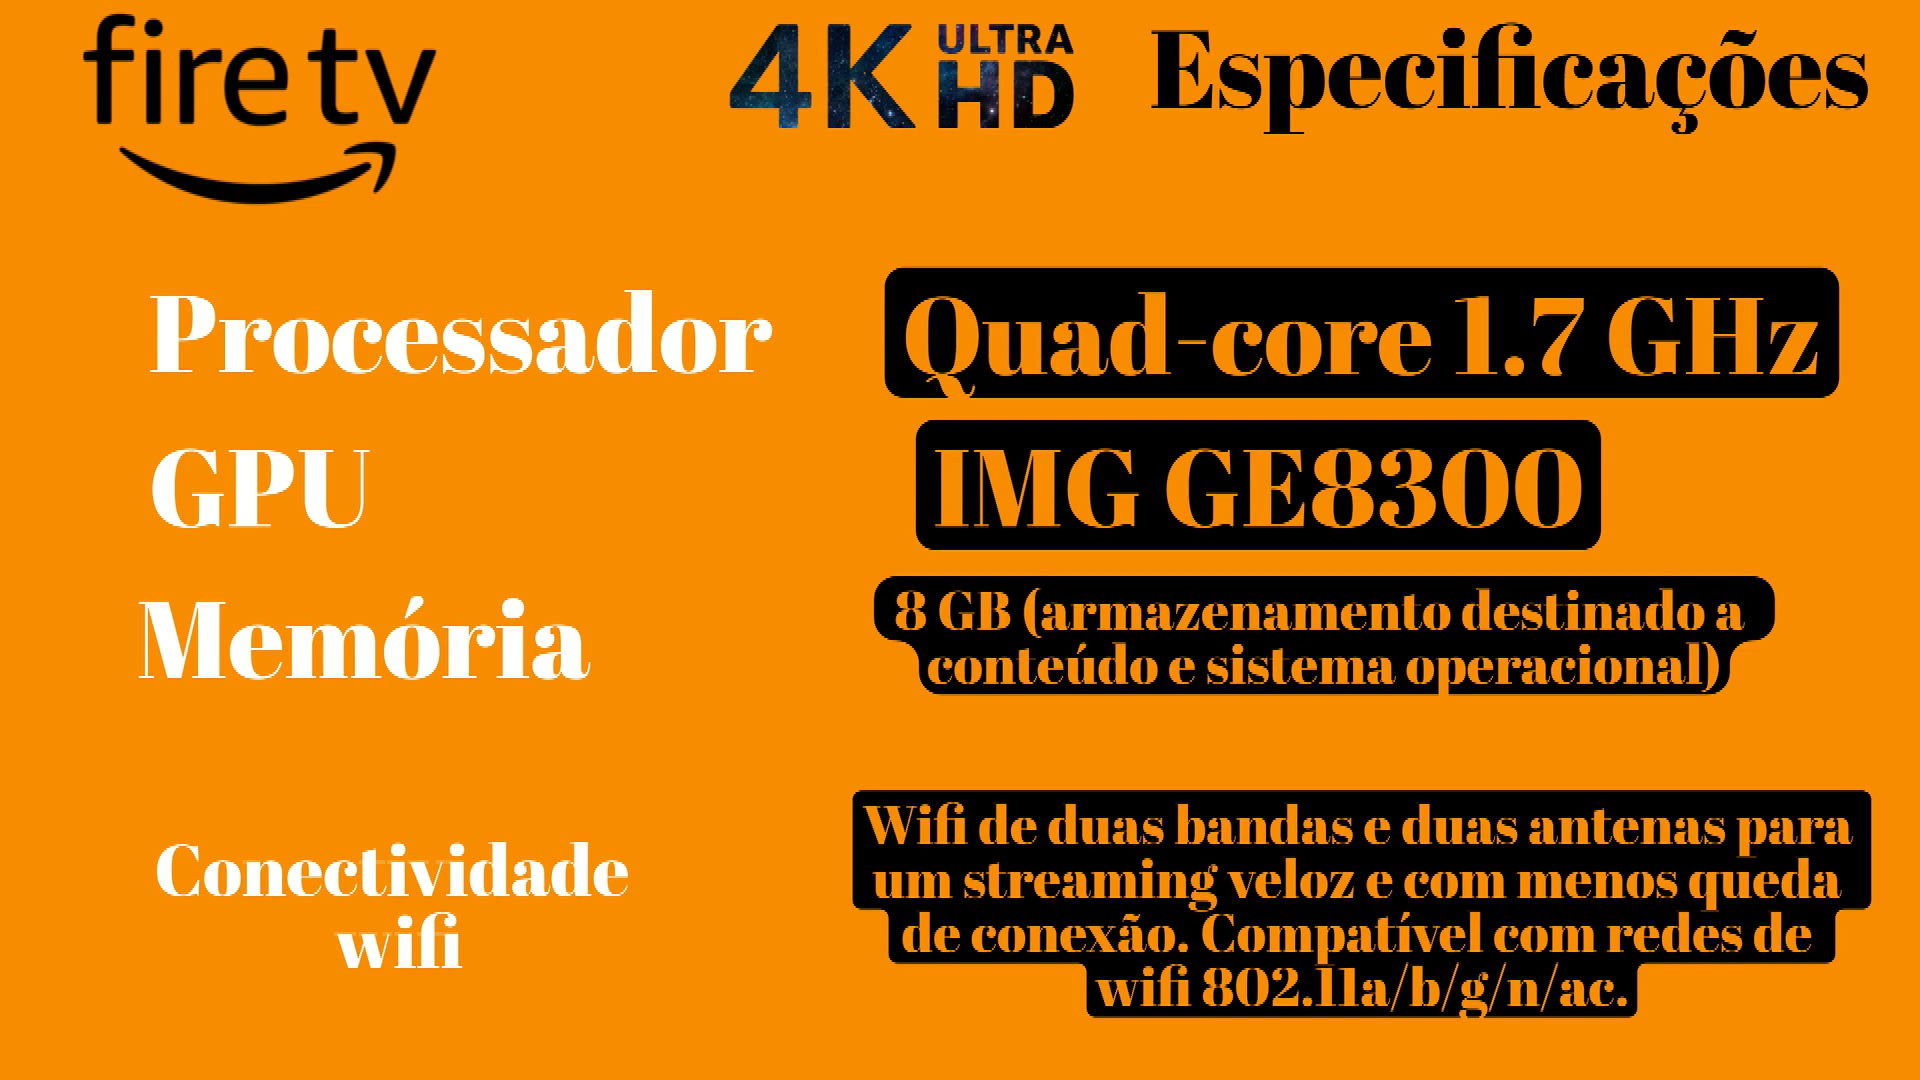 fire tv
4K ULTRA HD
Especificações
Processador
Quad-core 1.7 GHz
GPU
IMG GE8300
Memória
8 GB (armazenamento destinado a
conteúdo e sistema operacional)
Conectividade
wifi
Wifi de duas bandas e duas antenas para
um streaming veloz e com menos queda
de conexão. Compatível com redes de
wifi 802.11a/b/g/n/ac.